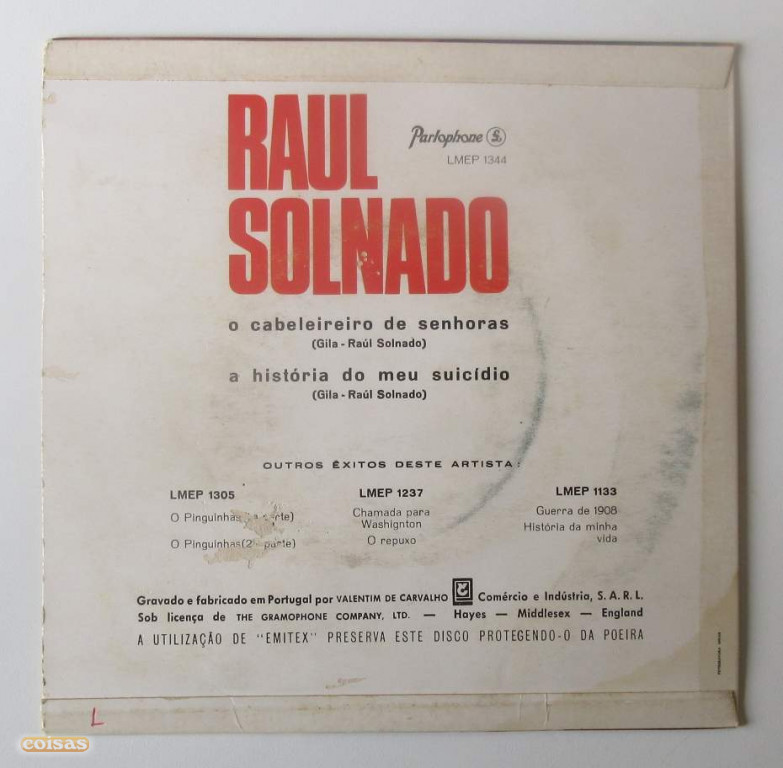 RAUL
SOLNADO
Parlophone
LMEP 1344
o cabeleireiro de senhoras
(Gila - Raúl Solnado)
a história do meu suicídio
(Gila - Raúl Solnado)
OUTROS ÊXITOS DESTE ARTISTA:
LMEP 1305
O Pinguinhas
O Pinguinhas(2ª parte)
LMEP 1237
Chamada para
Washignton
O repuxo
LMEP 1133
Guerra de 1908
História da minha
vida
Gravado e fabricado em Portugal por VALENTIM DE CARVALHO Comércio e Indústria, S. A. R. L.
Sob licença de THE GRAMOPHONE COMPANY, LTD. — Hayes — Middlesex — England
A UTILIZAÇÃO DE "EMITEX" PRESERVA ESTE DISCO PROTEGENDO-O DA POEIRA
L
coisas